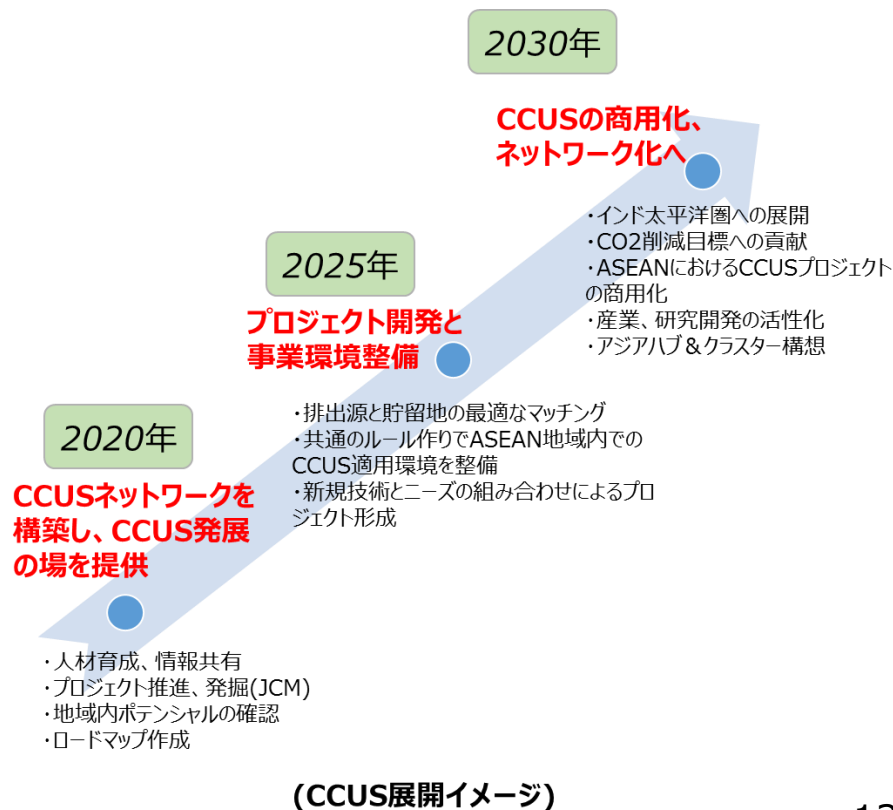 2030年
CCUSの商用化、
ネットワーク化へ
・インド太平洋圏への展開
・CO2削減目標への貢献
・ASEANにおけるCCUSプロジェクト
の商用化
・産業、研究開発の活性化
・アジアハブ＆クラスター構想
2025年
プロジェクト開発と
事業環境整備
・排出源と貯留地の最適なマッチング
・共通のルール作りでASEAN地域内での
CCUS適用環境を整備
・新規技術とニーズの組み合わせによるプロ
ジェクト形成
2020年
CCUSネットワークを
構築し、CCUS発展
の場を提供
・人材育成、情報共有
・プロジェクト推進、発掘(JCM)
・地域内ポテンシャルの確認
・ロードマップ作成
(CCUS展開イメージ)